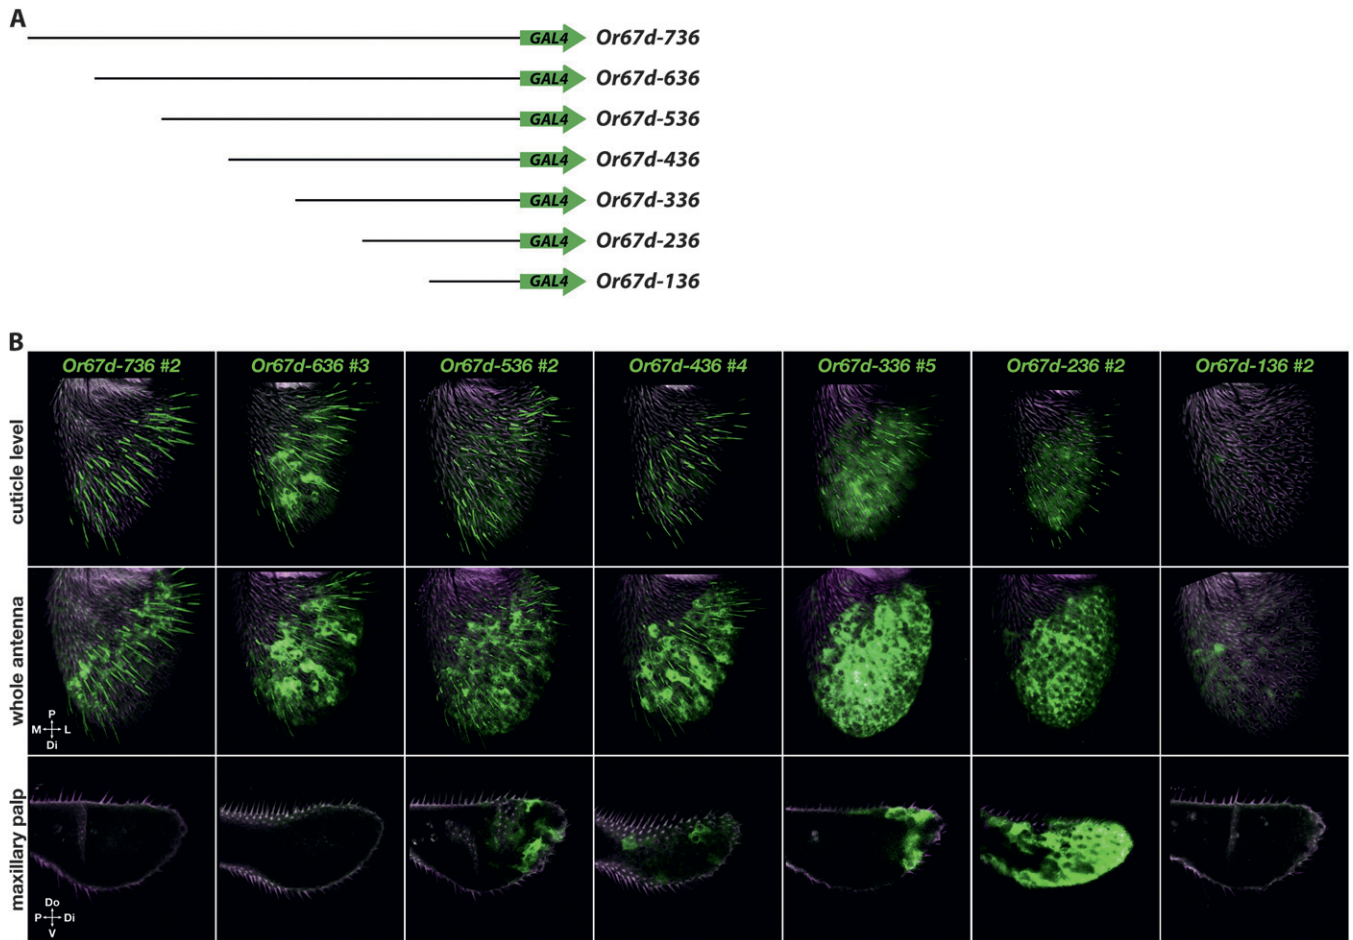 A
GAL4 Or67d-736
GAL4 Or67d-636
GAL4 Or67d-536
GAL4 Or67d-436
GAL4 Or67d-336
GAL4 Or67d-236
GAL4 Or67d-136
B
Or67d-736 #2 Or67d-636 #3 Or67d-536 #2 Or67d-436 #4 Or67d-336 #5 Or67d-236 #2 Or67d-136 #2
cuticle level
whole antenna
P
M L
Di
maxillary palp
Do
P Di
V